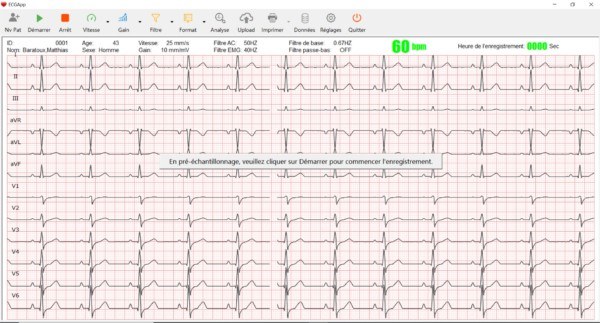 ECGApp
Nv Pat Démarrer Arrêt Vitesse Gain Filtre Format Analyse Upload Imprimer Données Réglages Quitter
ID 0001 Age: 43 Vitesse 25 mm/s Filtre AC: 50HZ Filtre de base 0.67HZ
Nom: Baratoux.Matthias Sexe Homme Gain 10 mmm/mV Filtre EMG 40HZ Filtre passe-bas OFF
60 bpm
Heure de l'enregistrement 0000 Sec
I
II
III
aVR
aVL
aVF
En pré-échantillonnage, veuillez cliquer sur Démarrer pour commencer l'enregistrement.
V1
V2
V3
V4
V5
V6